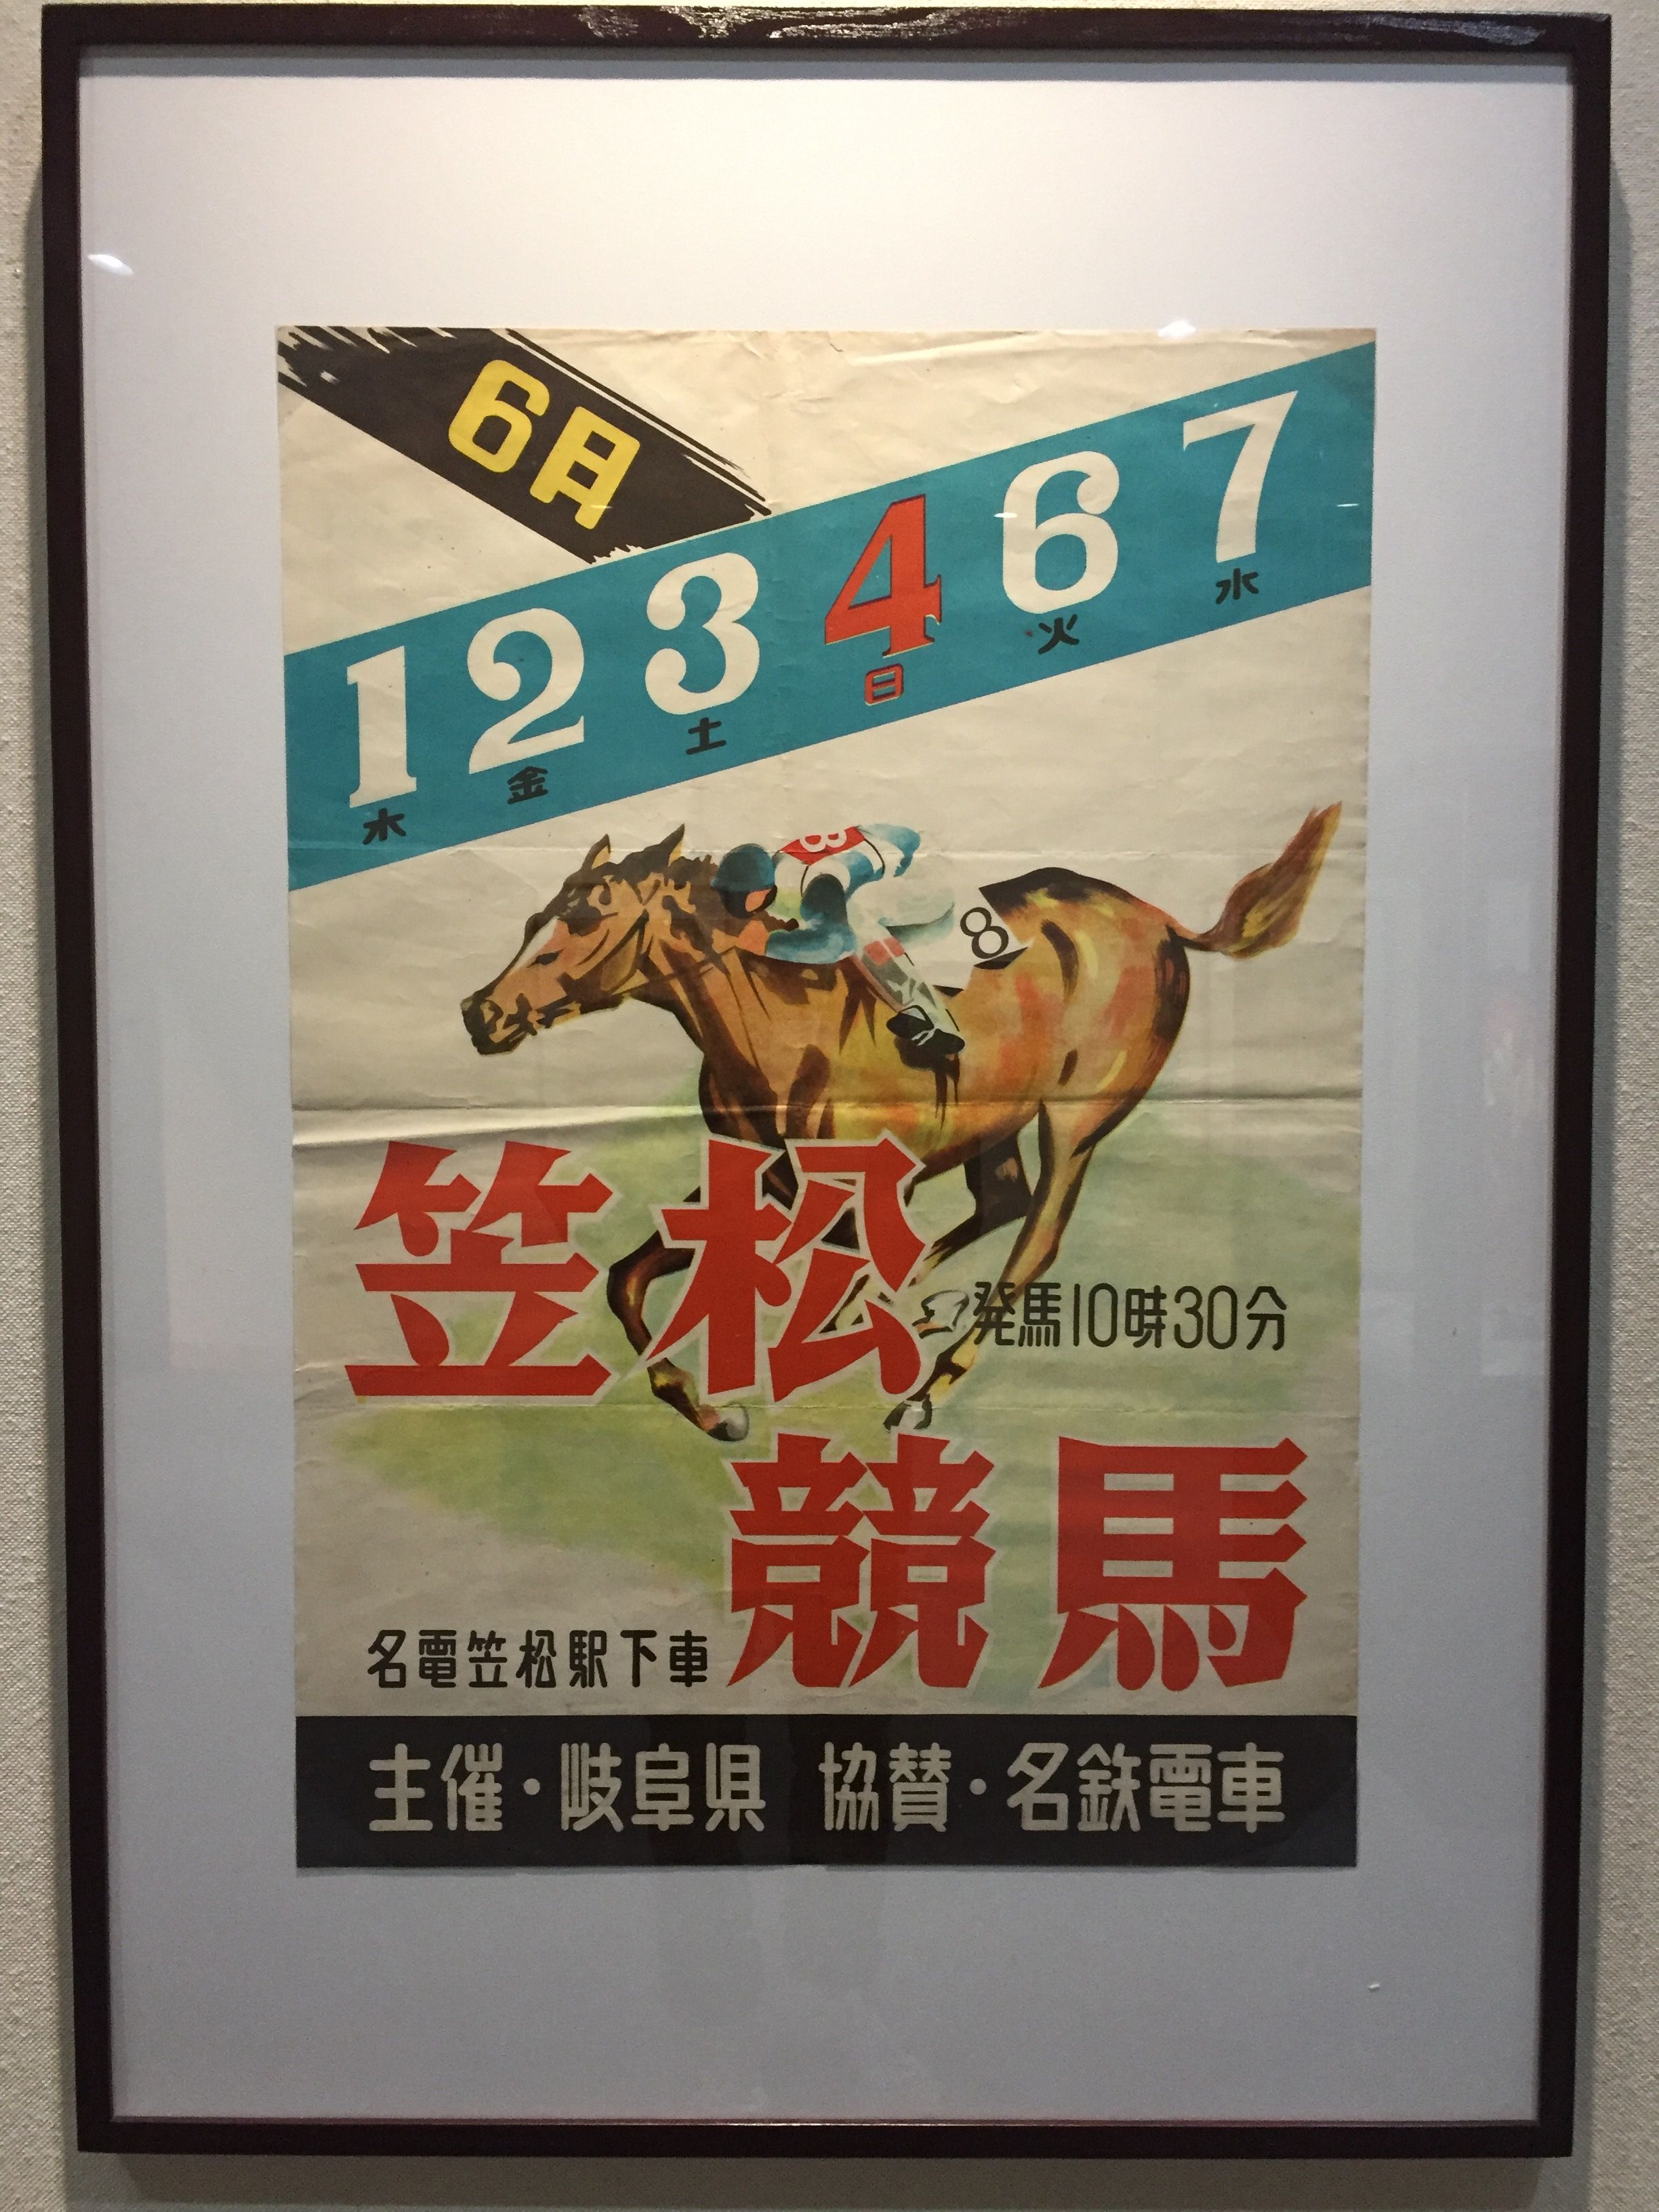 6月
1 2 3 4 6 7
木 金 土 日 火 水
8
8
笠松
発馬10時30分
競馬
名電笠松駅下車
主催・岐阜県 協賛・名鉄電車